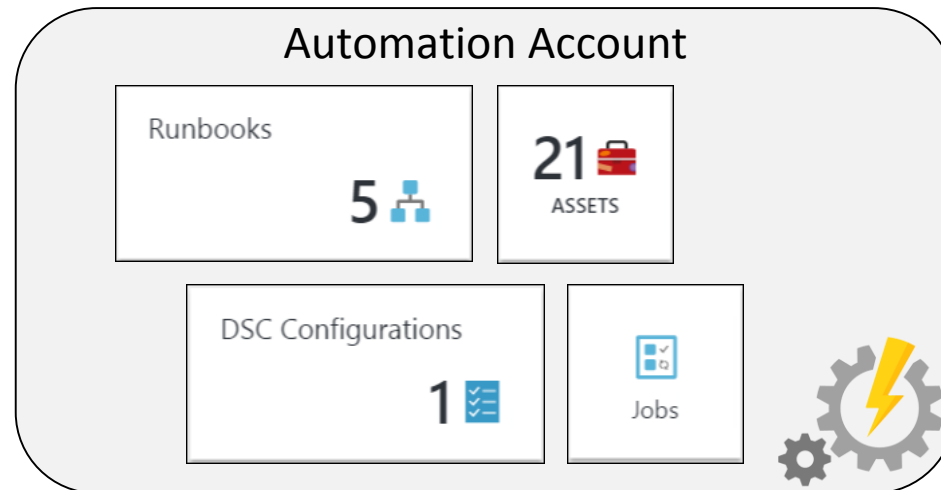 Automation Account
Runbooks
5
21
ASSETS
DSC Configurations
1
Jobs